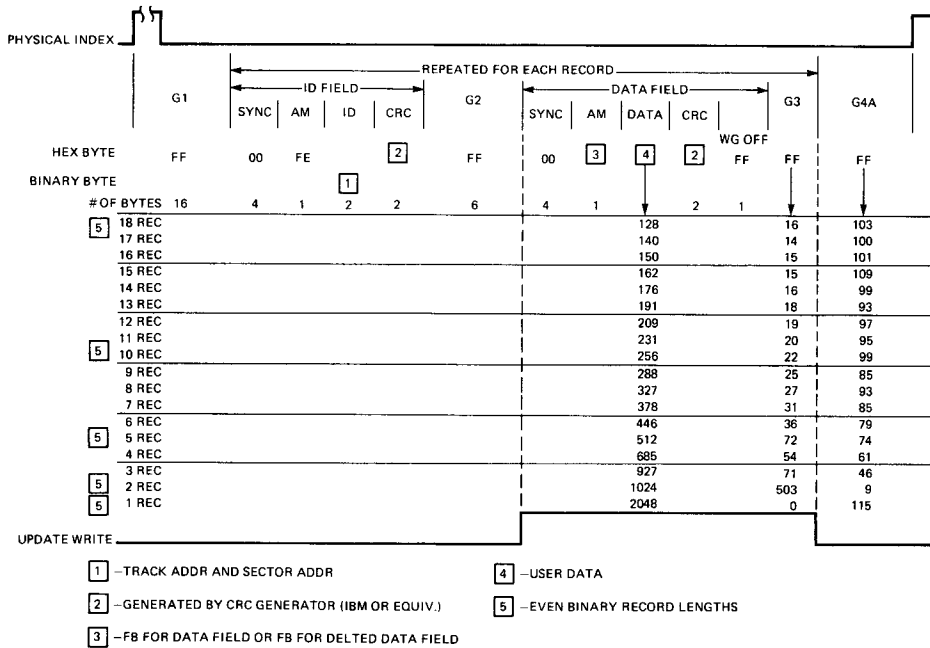 PHYSICAL INDEX
REPEATED FOR EACH RECORD
ID FIELD
DATA FIELD
G1
G2
G3
G4A
SYNC AM ID CRC
SYNC AM DATA CRC
WG OFF
HEX BYTE FF 00 FE 2 FF 00 3 4 2 FF FF FF
BINARY BYTE 1
# OF BYTES 16 4 1 2 2 6 4 1 2 1
5 18 REC 128 16 103
17 REC 140 14 100
16 REC 150 15 101
15 REC 162 15 109
14 REC 176 16 99
13 REC 191 18 93
12 REC 209 19 97
11 REC 231 20 95
5 10 REC 256 22 99
9 REC 288 25 85
8 REC 327 27 93
7 REC 378 31 85
6 REC 446 36 79
5 5 REC 512 72 74
4 REC 685 54 61
3 REC 927 71 46
5 2 REC 1024 503 9
5 1 REC 2048 0 115
UPDATE WRITE
1 –TRACK ADDR AND SECTOR ADDR
2 –GENERATED BY CRC GENERATOR (IBM OR EQUIV.)
3 –FB FOR DATA FIELD OR FB FOR DELTED DATA FIELD
4 –USER DATA
5 –EVEN BINARY RECORD LENGTHS